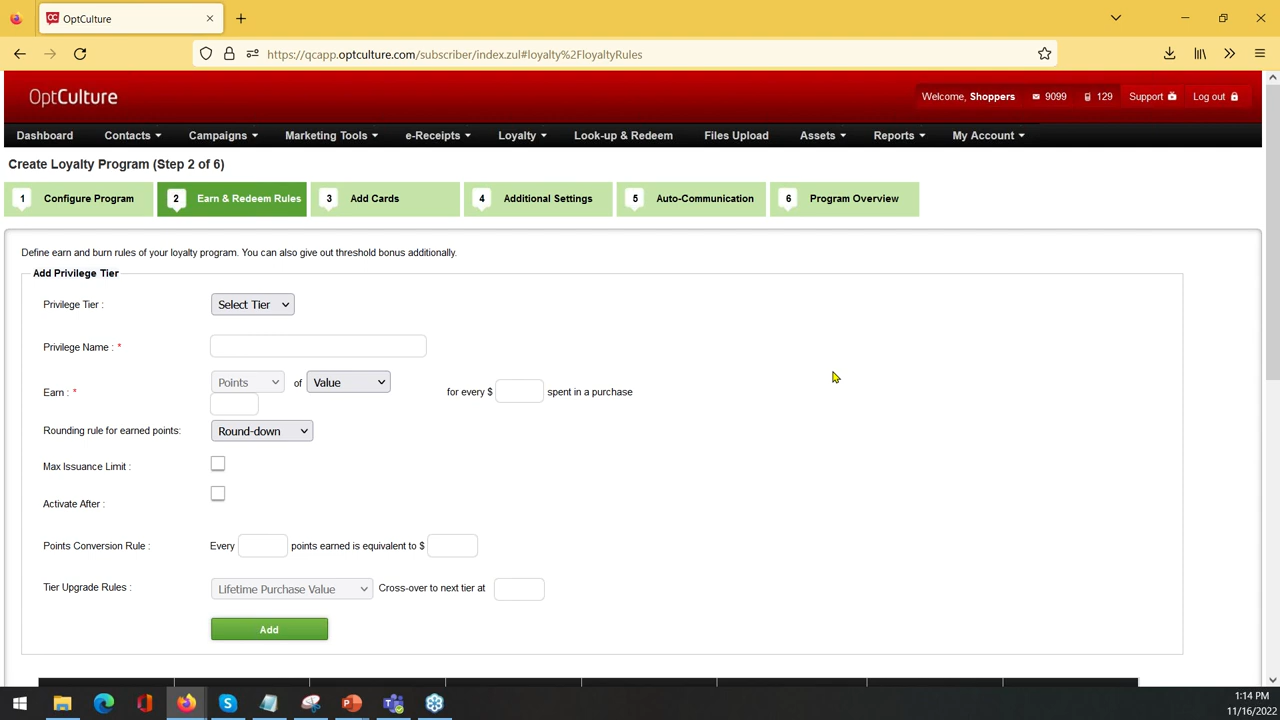 OptCulture
https://qcapp.optculture.com/subscriber/index.zul#loyalty%2FloyaltyRules
OptCulture
Welcome, Shoppers 9099 129 Support Log out
Dashboard Contacts Campaigns Marketing Tools e-Receipts Loyalty Look-up & Redeem Files Upload Assets Reports My Account
Create Loyalty Program (Step 2 of 6)
1 Configure Program 2 Earn & Redeem Rules 3 Add Cards 4 Additional Settings 5 Auto-Communication 6 Program Overview
Define earn and burn rules of your loyalty program. You can also give out threshold bonus additionally.
Add Privilege Tier
Privilege Tier : Select Tier
Privilege Name : *
Earn : * Points of Value for every $ spent in a purchase
Rounding rule for earned points: Round-down
Max Issuance Limit :
Activate After :
Points Conversion Rule : Every points earned is equivalent to $
Tier Upgrade Rules : Lifetime Purchase Value Cross-over to next tier at
Add
1:14 PM
11/16/2022